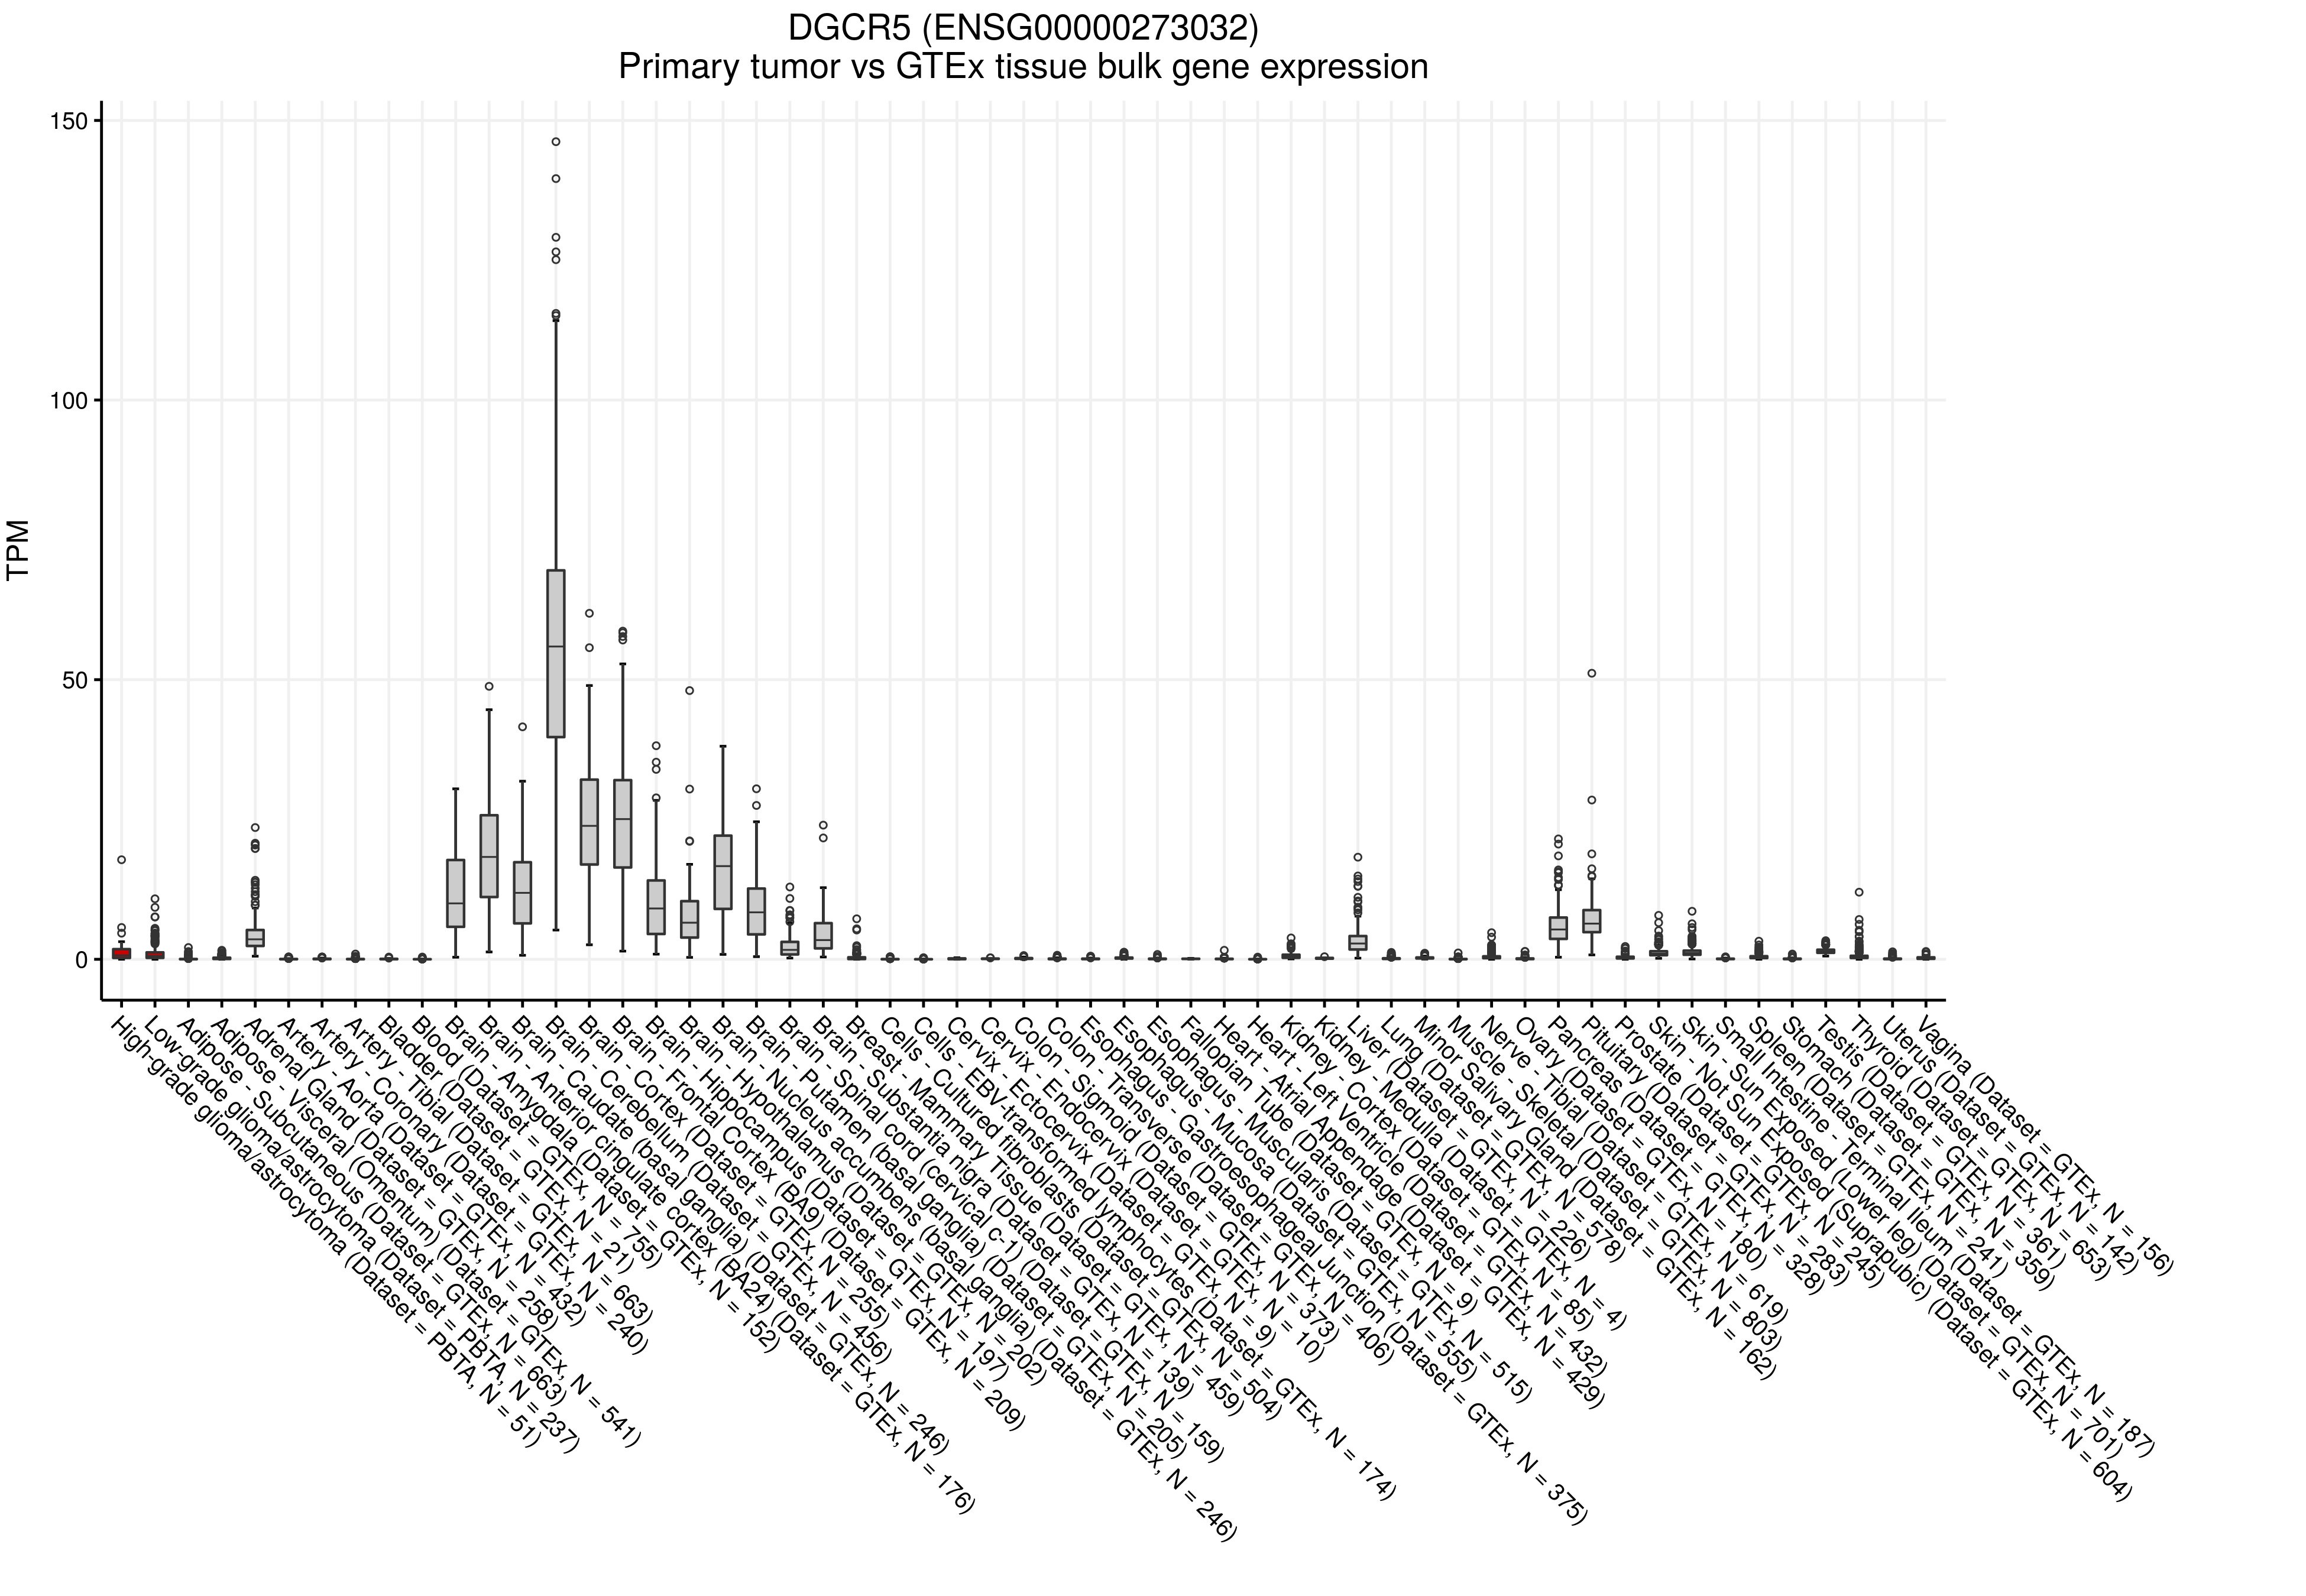 DGCR5 (ENSG00000273032)
Primary tumor vs GTEx tissue bulk gene expression
TPM
150
100
50
0
High-grade glioma/astrocytoma (Dataset = PBTA, N = 51)
Low-grade glioma/astrocytoma (Dataset = PBTA, N = 237)
Adipose - Subcutaneous (Dataset = GTEx, N = 663)
Adipose - Visceral (Omentum) (Dataset = GTEx, N = 541)
Adrenal Gland (Dataset = GTEx, N = 258)
Artery - Aorta (Dataset = GTEx, N = 432)
Artery - Coronary (Dataset = GTEx, N = 240)
Artery - Tibial (Dataset = GTEx, N = 663)
Bladder (Dataset = GTEx, N = 21)
Blood (Dataset = GTEx, N = 755)
Brain - Amygdala (Dataset = GTEx, N = 152)
Brain - Anterior cingulate cortex (BA24) (Dataset = GTEx, N = 176)
Brain - Caudate (basal ganglia) (Dataset = GTEx, N = 246)
Brain - Cerebellum (Dataset = GTEx, N = 456)
Brain - Cortex (Dataset = GTEx, N = 255)
Brain - Frontal Cortex (BA9) (Dataset = GTEx, N = 209)
Brain - Hippocampus (Dataset = GTEx, N = 197)
Brain - Hypothalamus (Dataset = GTEx, N = 202)
Brain - Nucleus accumbens (basal ganglia) (Dataset = GTEx, N = 246)
Brain - Putamen (basal ganglia) (Dataset = GTEx, N = 205)
Brain - Spinal cord (cervical c-1) (Dataset = GTEx, N = 159)
Brain - Substantia nigra (Dataset = GTEx, N = 139)
Breast - Mammary Tissue (Dataset = GTEx, N = 459)
Cells - Cultured fibroblasts (Dataset = GTEx, N = 504)
Cells - EBV-transformed lymphocytes (Dataset = GTEx, N = 174)
Cervix - Ectocervix (Dataset = GTEx, N = 9)
Cervix - Endocervix (Dataset = GTEx, N = 10)
Colon - Sigmoid (Dataset = GTEx, N = 373)
Colon - Transverse (Dataset = GTEx, N = 406)
Esophagus - Gastroesophageal Junction (Dataset = GTEx, N = 375)
Esophagus - Mucosa (Dataset = GTEx, N = 555)
Esophagus - Muscularis (Dataset = GTEx, N = 515)
Fallopian Tube (Dataset = GTEx, N = 9)
Heart - Atrial Appendage (Dataset = GTEx, N = 429)
Heart - Left Ventricle (Dataset = GTEx, N = 432)
Kidney - Cortex (Dataset = GTEx, N = 85)
Kidney - Medulla (Dataset = GTEx, N = 4)
Liver (Dataset = GTEx, N = 226)
Lung (Dataset = GTEx, N = 578)
Minor Salivary Gland (Dataset = GTEx, N = 162)
Muscle - Skeletal (Dataset = GTEx, N = 803)
Nerve - Tibial (Dataset = GTEx, N = 619)
Ovary (Dataset = GTEx, N = 180)
Pancreas (Dataset = GTEx, N = 328)
Pituitary (Dataset = GTEx, N = 283)
Prostate (Dataset = GTEx, N = 245)
Skin - Not Sun Exposed (Suprapubic) (Dataset = GTEx, N = 604)
Skin - Sun Exposed (Lower leg) (Dataset = GTEx, N = 701)
Small Intestine - Terminal Ileum (Dataset = GTEx, N = 187)
Spleen (Dataset = GTEx, N = 241)
Stomach (Dataset = GTEx, N = 359)
Testis (Dataset = GTEx, N = 361)
Thyroid (Dataset = GTEx, N = 653)
Uterus (Dataset = GTEx, N = 142)
Vagina (Dataset = GTEx, N = 156)